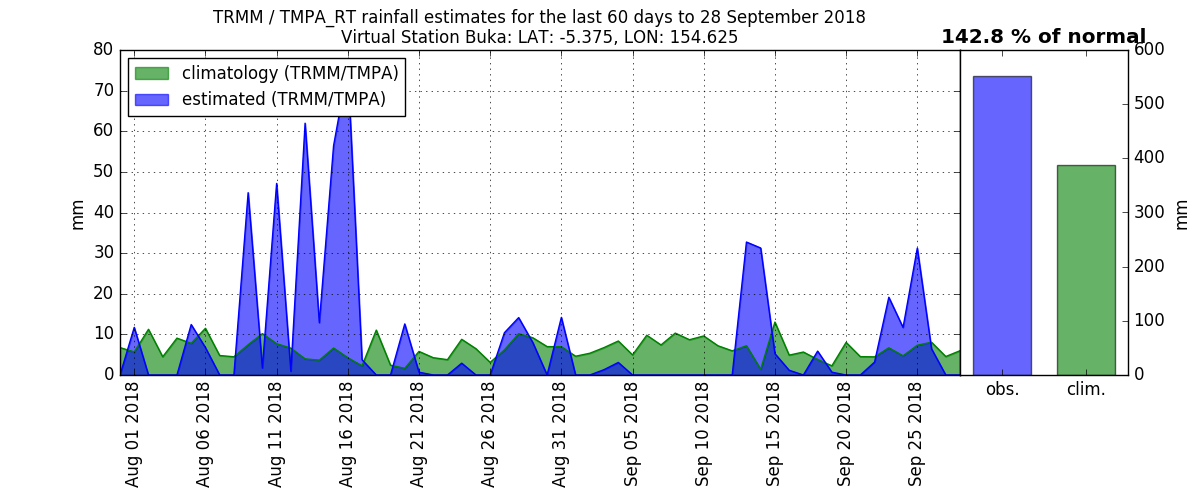 TRMM / TMPA_RT rainfall estimates for the last 60 days to 28 September 2018
Virtual Station Buka: LAT: -5.375, LON: 154.625
142.8 % of normal
climatology (TRMM/TMPA)
estimated (TRMM/TMPA)
80
70
60
50
40
30
20
10
0
mm
Aug 01 2018
Aug 06 2018
Aug 11 2018
Aug 16 2018
Aug 21 2018
Aug 26 2018
Aug 31 2018
Sep 05 2018
Sep 10 2018
Sep 15 2018
Sep 20 2018
Sep 25 2018
600
500
400
300
200
100
0
mm
obs.
clim.